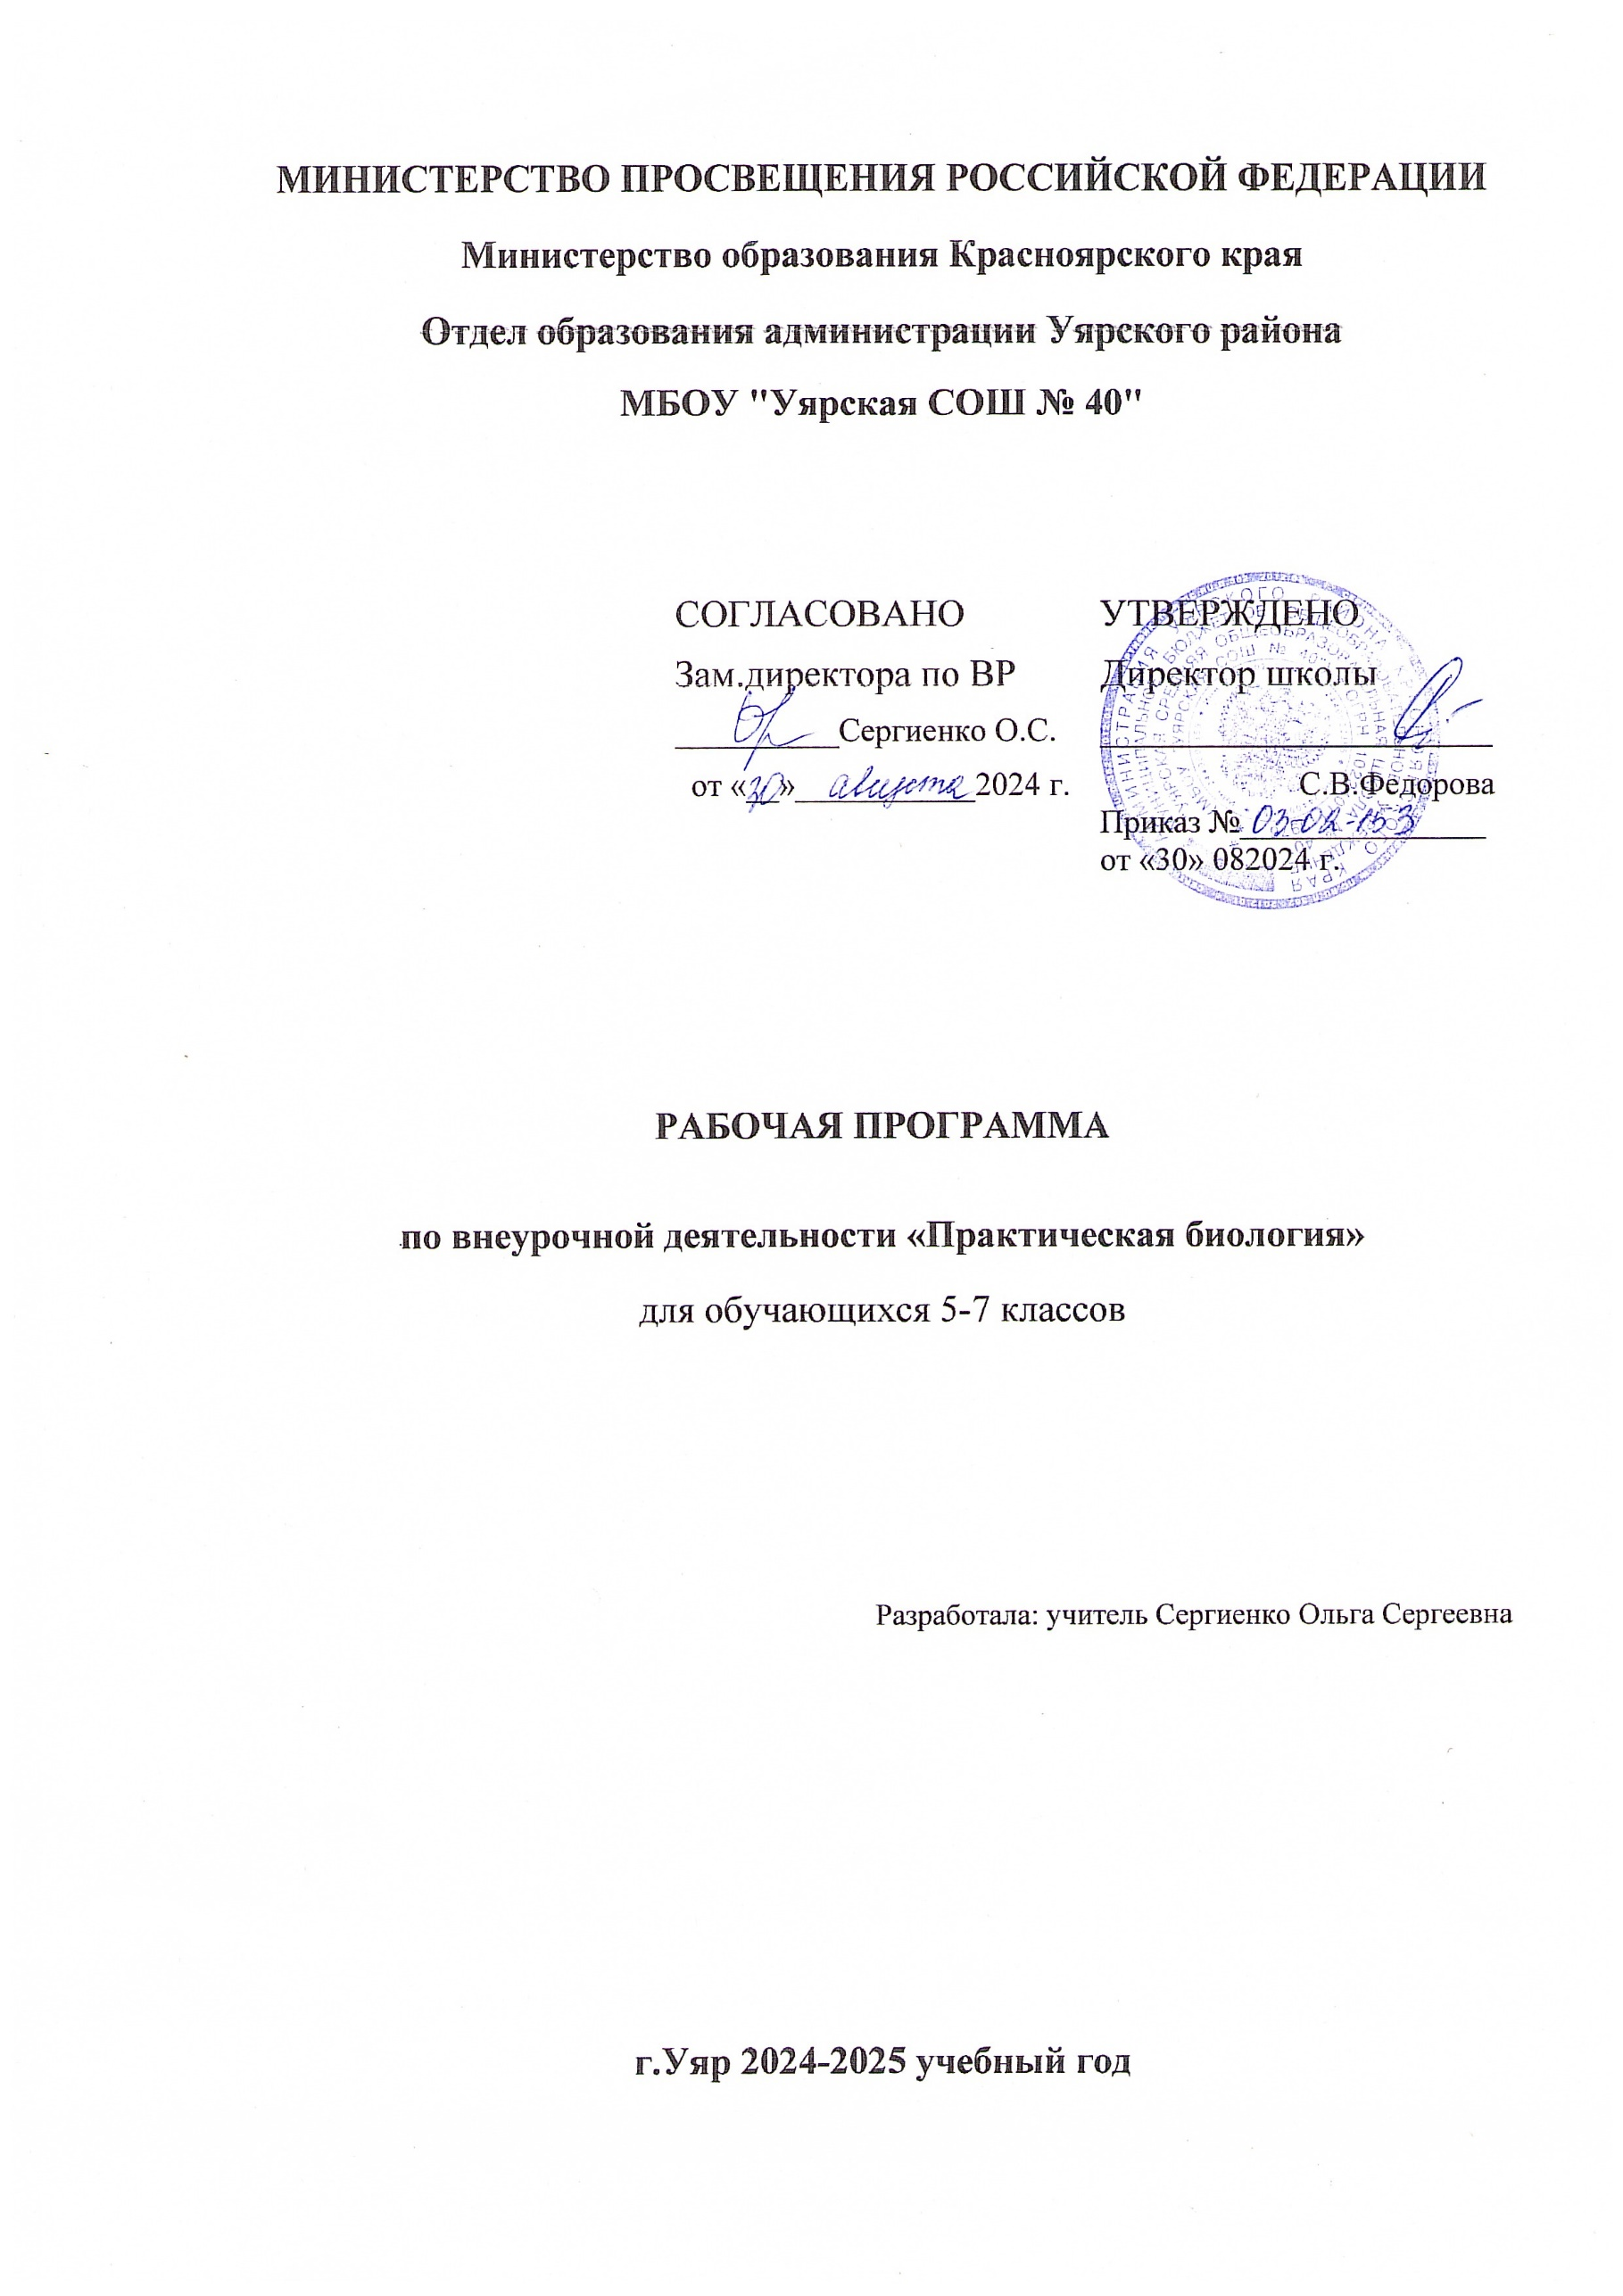 МИНИСТЕРСТВО ПРОСВЕЩЕНИЯ РОССИЙСКОЙ ФЕДЕРАЦИИ
Министерство образования Красноярского края
Отдел образования администрации Уярского района
МБОУ "Уярская СОШ № 40"
СОГЛАСОВАНО
Зам.директора по ВР
Сергиенко О.С.
от «30» августа 2024 г.
УТВЕРЖДЕНО
Директор школы
С.В.Федорова
Приказ № 03-02-153
от «30» 082024 г.
РАБОЧАЯ ПРОГРАММА
по внеурочной деятельности «Практическая биология»
для обучающихся 5-7 классов
Разработала: учитель Сергиенко Ольга Сергеевна
г.Уяр 2024-2025 учебный год